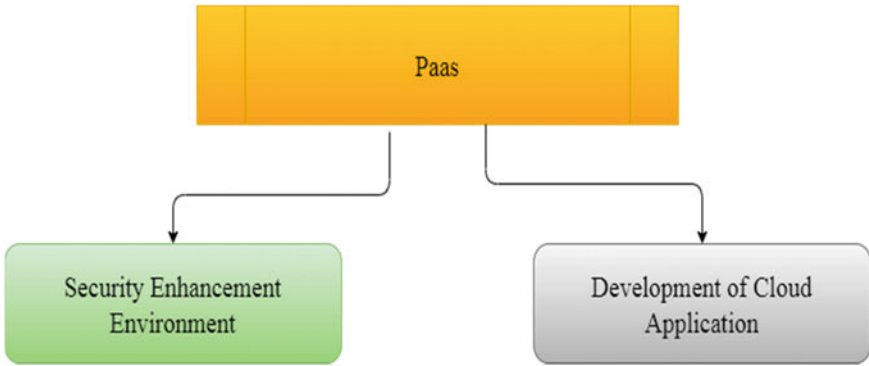 Paas
Security Enhancement
Environment
Development of Cloud
Application